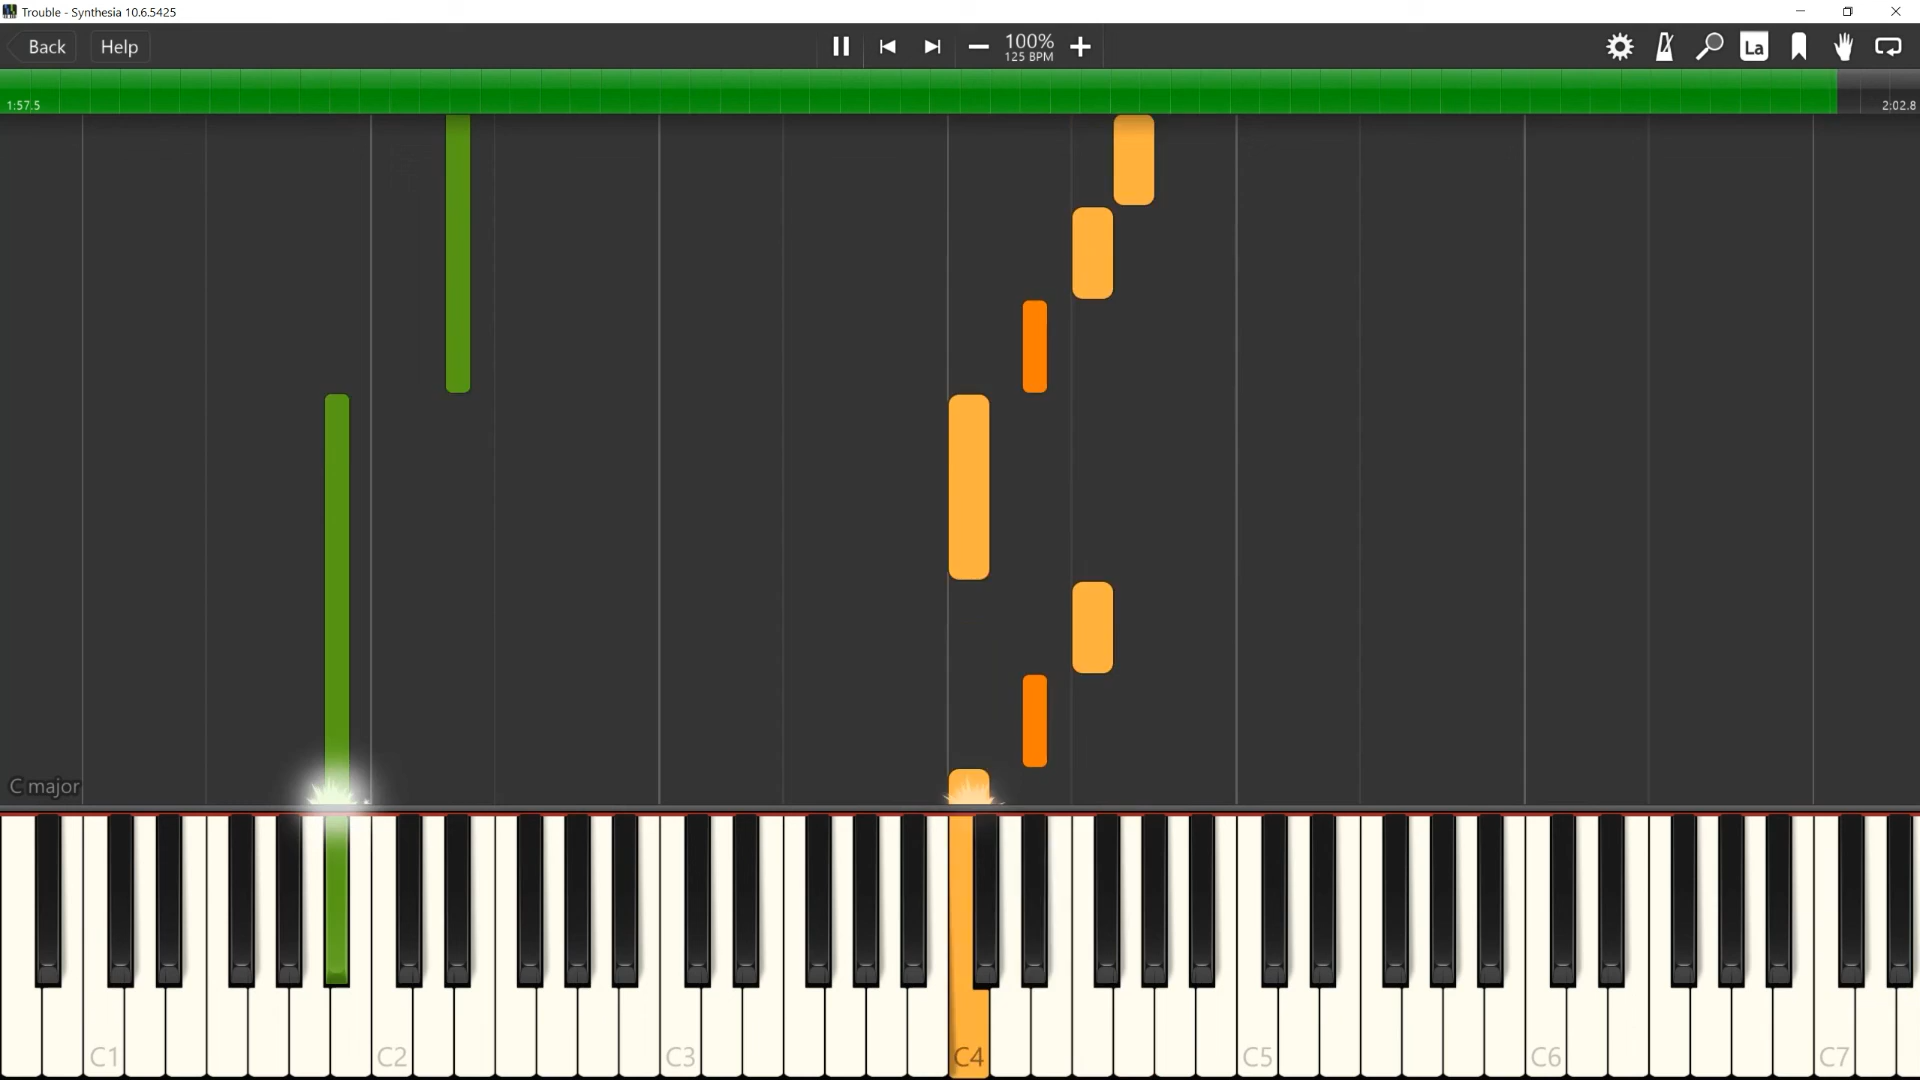 Trouble - Synthesia 10.6.5425
Back
Help
100%
125 BPM
La
1:57.5
2:02.8
C major
C1
C2
C3
C4
C5
C6
C7